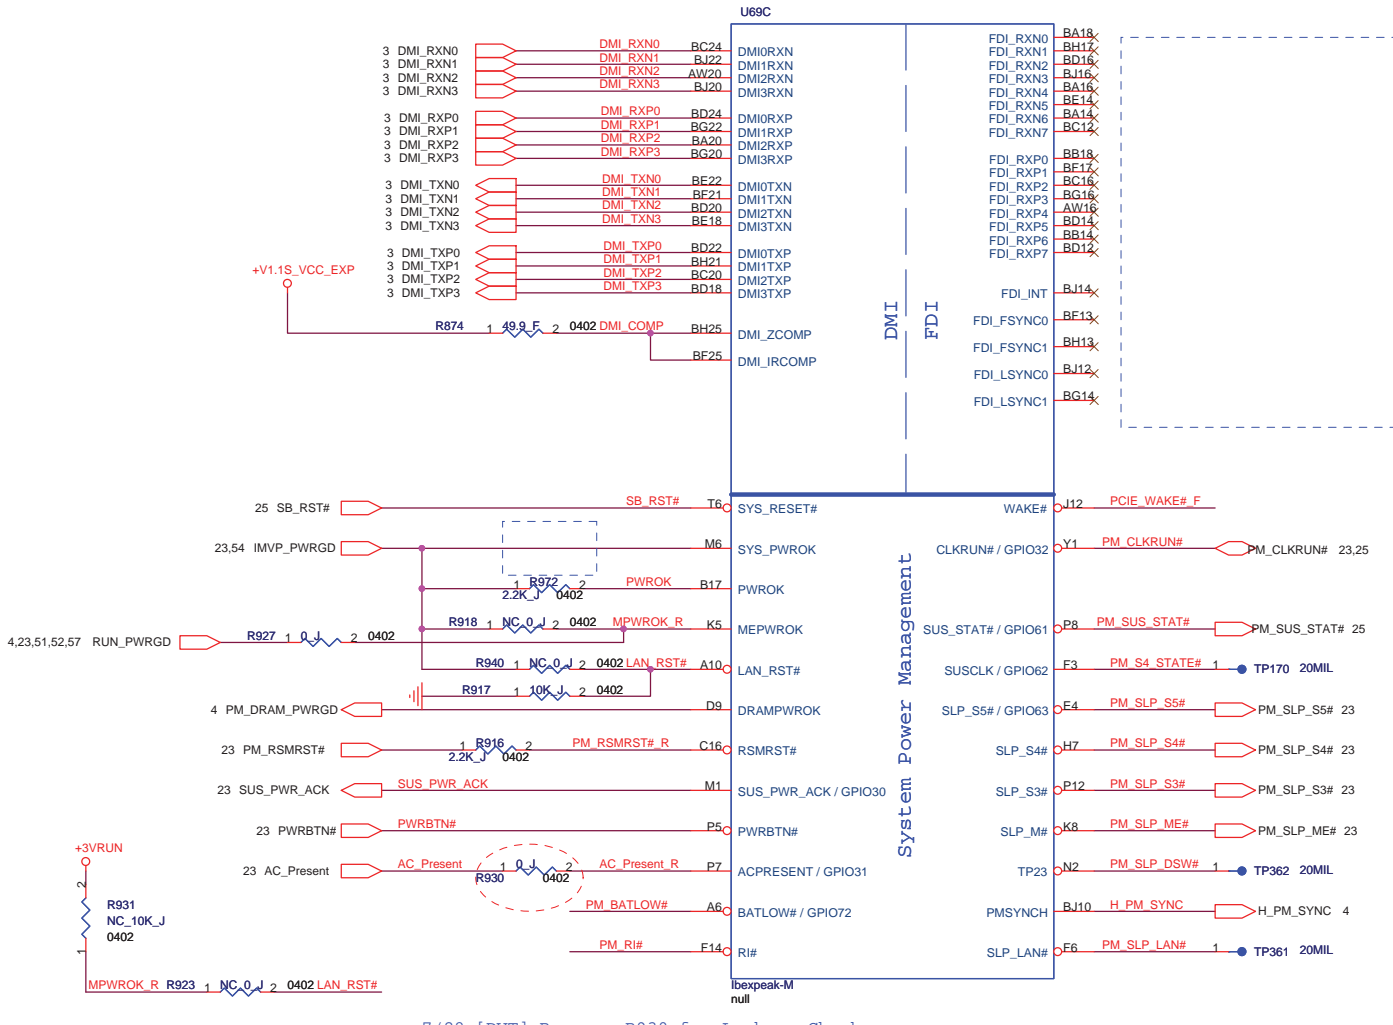 U69C
3 DMI_RXN0 DMI_RXN0 BC24 DMI0RXN
3 DMI_RXN1 DMI_RXN1 BJ22 DMI1RXN
3 DMI_RXN2 DMI_RXN2 AW20 DMI2RXN
3 DMI_RXN3 DMI_RXN3 BJ20 DMI3RXN
3 DMI_RXP0 DMI_RXP0 BD24 DMI0RXP
3 DMI_RXP1 DMI_RXP1 BG22 DMI1RXP
3 DMI_RXP2 DMI_RXP2 BA20 DMI2RXP
3 DMI_RXP3 DMI_RXP3 BG20 DMI3RXP
3 DMI_TXN0 DMI_TXN0 BE22 DMI0TXN
3 DMI_TXN1 DMI_TXN1 BF21 DMI1TXN
3 DMI_TXN2 DMI_TXN2 BD20 DMI2TXN
3 DMI_TXN3 DMI_TXN3 BE18 DMI3TXN
3 DMI_TXP0 DMI_TXP0 BD22 DMI0TXP
3 DMI_TXP1 DMI_TXP1 BH21 DMI1TXP
3 DMI_TXP2 DMI_TXP2 BC20 DMI2TXP
3 DMI_TXP3 DMI_TXP3 BD18 DMI3TXP
+V1.1S_VCC_EXP
R874 1 49.9_F 2 0402 DMI_COMP BH25 DMI_ZCOMP
BF25 DMI_IRCOMP
DMI
FDI
FDI_RXN0 BA18
FDI_RXN1 BH17
FDI_RXN2 BD16
FDI_RXN3 BJ16
FDI_RXN4 BA16
FDI_RXN5 BE14
FDI_RXN6 BA14
FDI_RXN7 BC12
FDI_RXP0 BB18
FDI_RXP1 BF17
FDI_RXP2 BC16
FDI_RXP3 BG16
FDI_RXP4 AW16
FDI_RXP5 BD14
FDI_RXP6 BB14
FDI_RXP7 BD12
FDI_INT BJ14
FDI_FSYNC0 BF13
FDI_FSYNC1 BH13
FDI_LSYNC0 BJ12
FDI_LSYNC1 BG14
25 SB_RST# SB_RST# T6 SYS_RESET#
23,54 IMVP_PWRGD M6 SYS_PWROK
1 R972 2 PWROK B17 PWROK
2.2K_J 0402
R918 1 NC_0_J 2 0402 MPWROK_R K5 MEPWROK
4,23,51,52,57 RUN_PWRGD R927 1 0_J 2 0402
R940 1 NC_0_J 2 0402 LAN_RST# A10 LAN_RST#
R917 1 10K_J 2 0402
4 PM_DRAM_PWRGD D9 DRAMPWROK
23 PM_RSMRST# 1 R916 2 PM_RSMRST#_R C16 RSMRST#
2.2K_J 0402
23 SUS_PWR_ACK SUS_PWR_ACK M1 SUS_PWR_ACK / GPIO30
23 PWRBTN# PWRBTN# P5 PWRBTN#
23 AC_Present AC_Present 1 0_J 2 AC_Present_R P7 ACPRESENT / GPIO31
R930 0402
PM_BATLOW# A6 BATLOW# / GPIO72
PM_RI# F14 RI#
System Power Management
WAKE# J12 PCIE_WAKE#_F
CLKRUN# / GPIO32 Y1 PM_CLKRUN# PM_CLKRUN# 23,25
SUS_STAT# / GPIO61 P8 PM_SUS_STAT# PM_SUS_STAT# 25
SUSCLK / GPIO62 F3 PM_S4_STATE# 1 TP170 20MIL
SLP_S5# / GPIO63 E4 PM_SLP_S5# PM_SLP_S5# 23
SLP_S4# H7 PM_SLP_S4# PM_SLP_S4# 23
SLP_S3# P12 PM_SLP_S3# PM_SLP_S3# 23
SLP_M# K8 PM_SLP_ME# PM_SLP_ME# 23
TP23 N2 PM_SLP_DSW# 1 TP362 20MIL
PMSYNCH BJ10 H_PM_SYNC H_PM_SYNC 4
SLP_LAN# F6 PM_SLP_LAN# 1 TP361 20MIL
Ibexpeak-M
null
+3VRUN
2
R931
NC_10K_J
0402
1
MPWROK_R R923 1 NC_0_J 2 0402 LAN_RST#